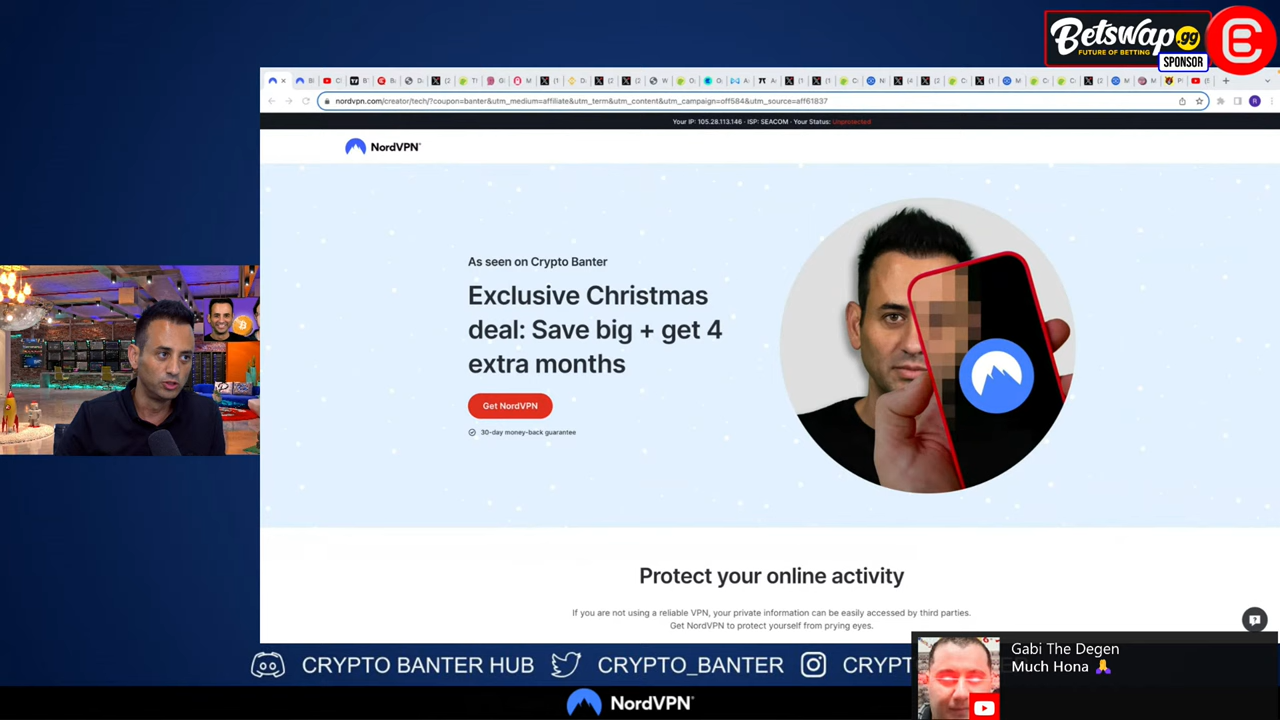 Betswap.gg
FUTURE OF BETTING
SPONSOR
nordvpn.com/creator/tech/?coupon=banter&utm_medium=affiliate&utm_term&utm_content&utm_campaign=off584&utm_source=aff61837
Your IP: 105.28.113.146 · ISP: SEACOM · Your Status: Unprotected
NordVPN®
As seen on Crypto Banter
Exclusive Christmas
deal: Save big + get 4
extra months
Get NordVPN
30-day money-back guarantee
Protect your online activity
If you are not using a reliable VPN, your private information can be easily accessed by third parties.
Get NordVPN to protect yourself from prying eyes.
Gabi The Degen
Much Hona 🙏
CRYPTO BANTER HUB CRYPTO_BANTER CRYPT
NordVPN®